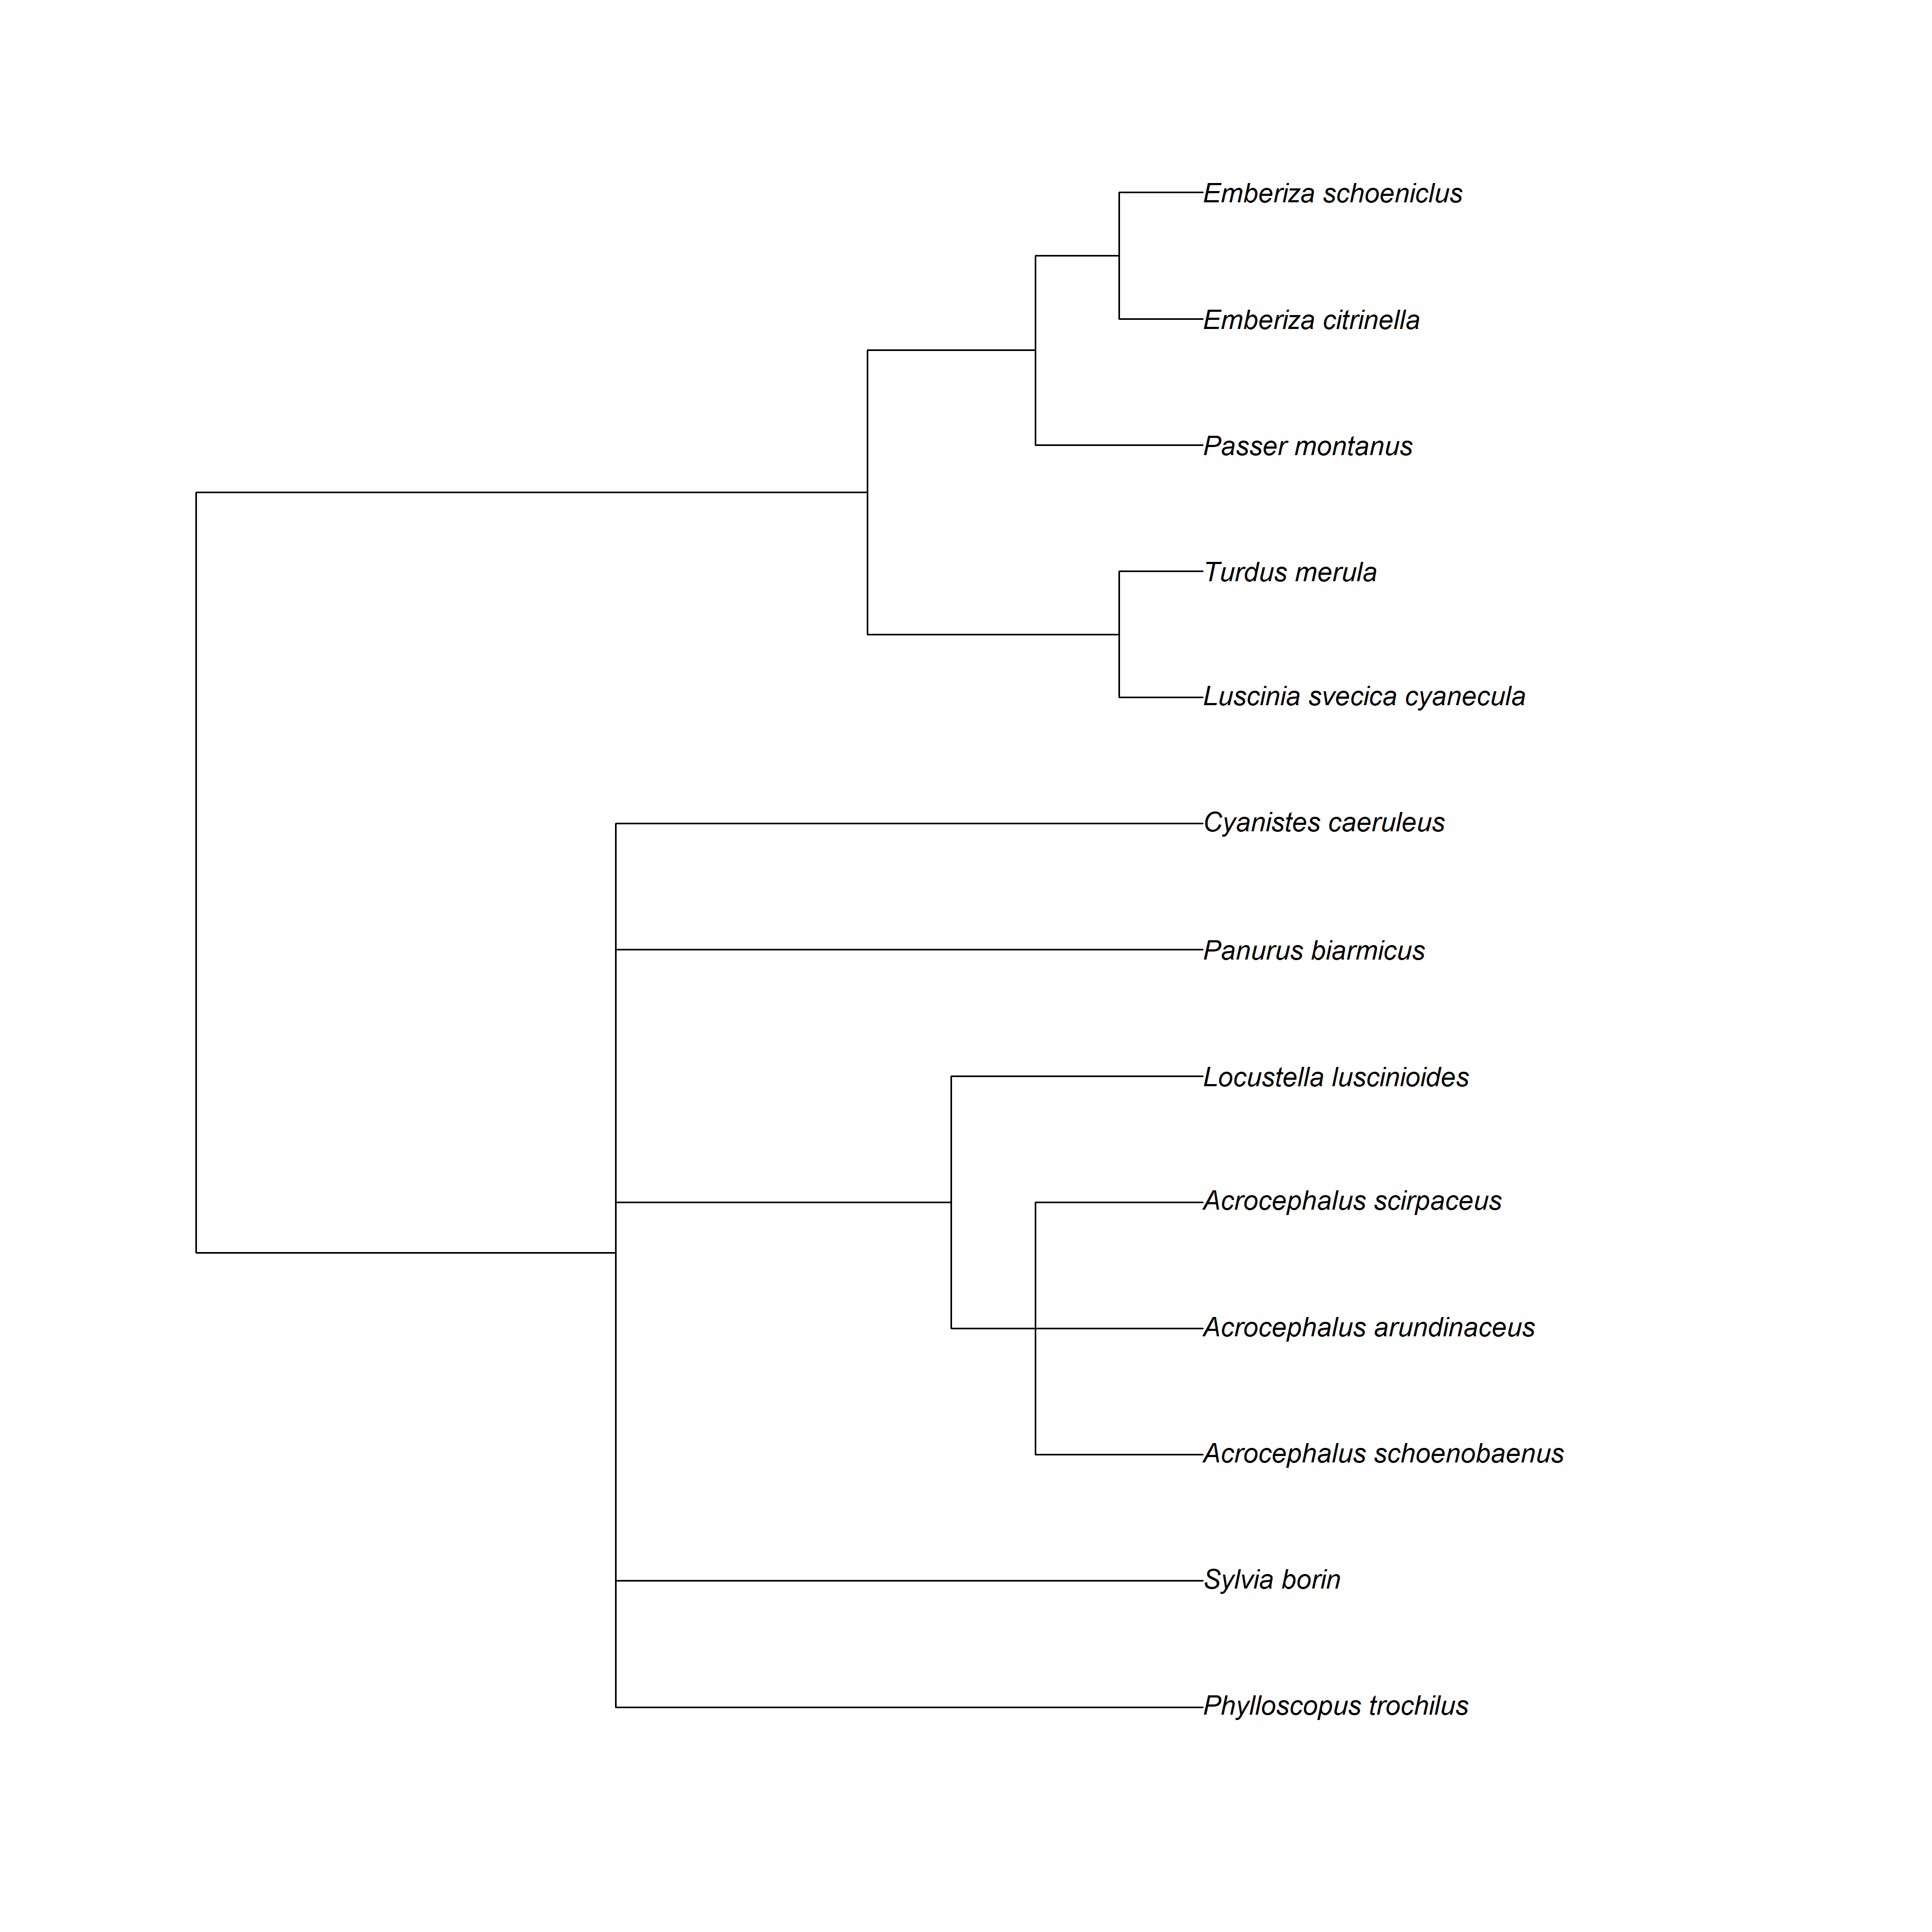 Emberiza schoeniclus
Emberiza citrinella
Passer montanus
Turdus merula
Luscinia svecica cyanecula
Cyanistes caeruleus
Panurus biarmicus
Locustella luscinioides
Acrocephalus scirpaceus
Acrocephalus arundinaceus
Acrocephalus schoenobaenus
Sylvia borin
Phylloscopus trochilus